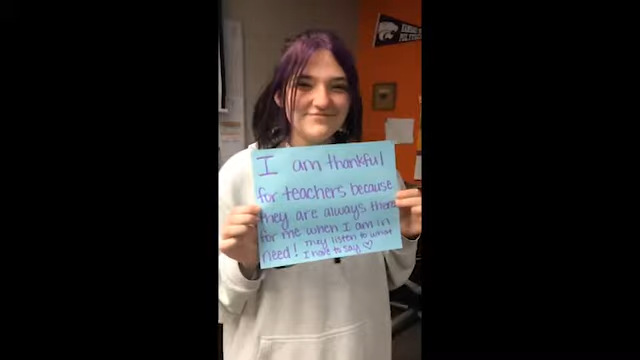 KANSAS
I am thankful
for teachers because
they are always there
for me when I am in
need! They listen to what
I have to say ♡